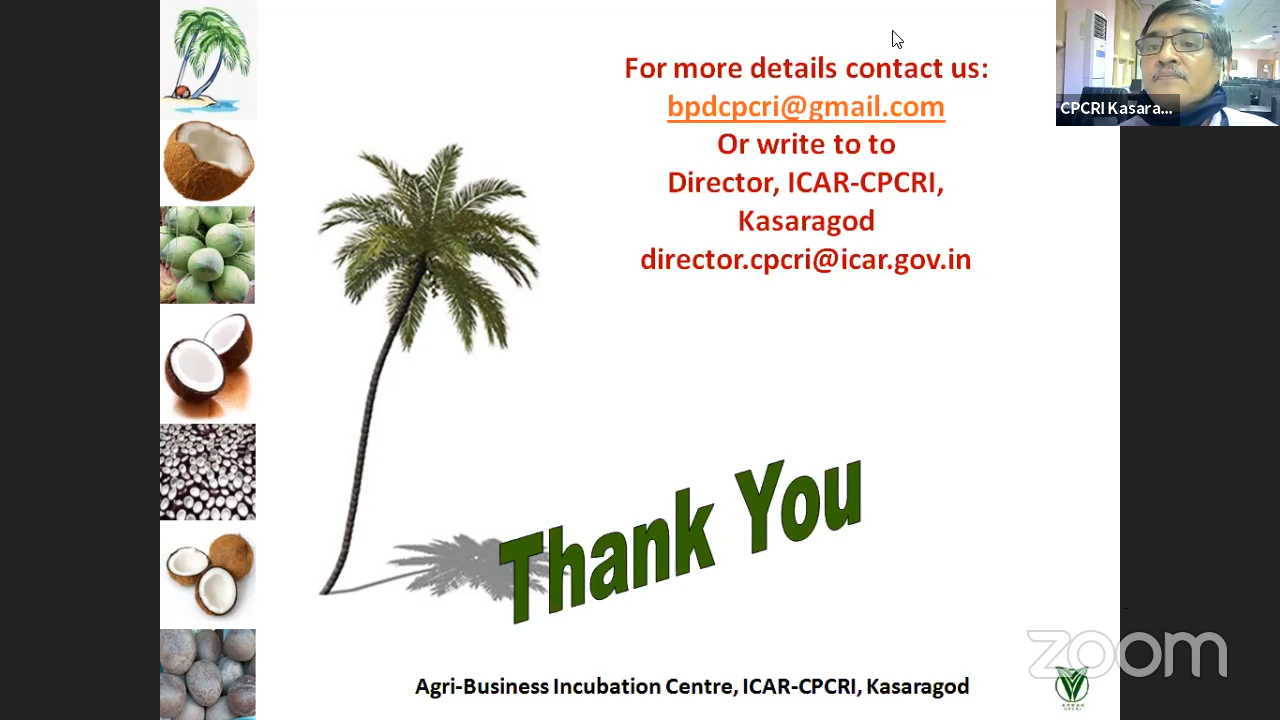 For more details contact us:
bpdcpcri@gmail.com
Or write to to
Director, ICAR-CPCRI,
Kasaragod
director.cpcri@icar.gov.in
CPCRI Kasara...
Thank You
zoom
Agri-Business Incubation Centre, ICAR-CPCRI, Kasaragod
CPCRI